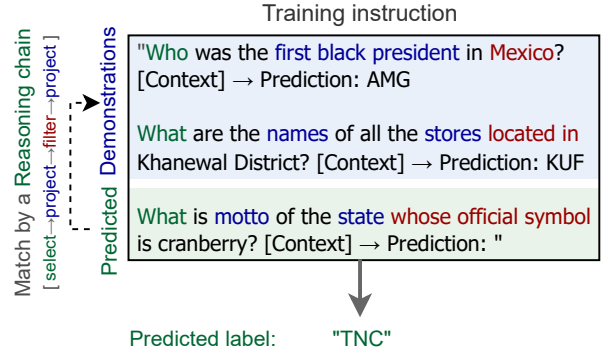 Training instruction
Match by a Reasoning chain
[ select→project→filter→project ]
Demonstrations
"Who was the first black president in Mexico?
[Context] → Prediction: AMG
What are the names of all the stores located in
Khanewal District? [Context] → Prediction: KUF
Predicted
What is motto of the state whose official symbol
is cranberry? [Context] → Prediction: "
Predicted label: "TNC"